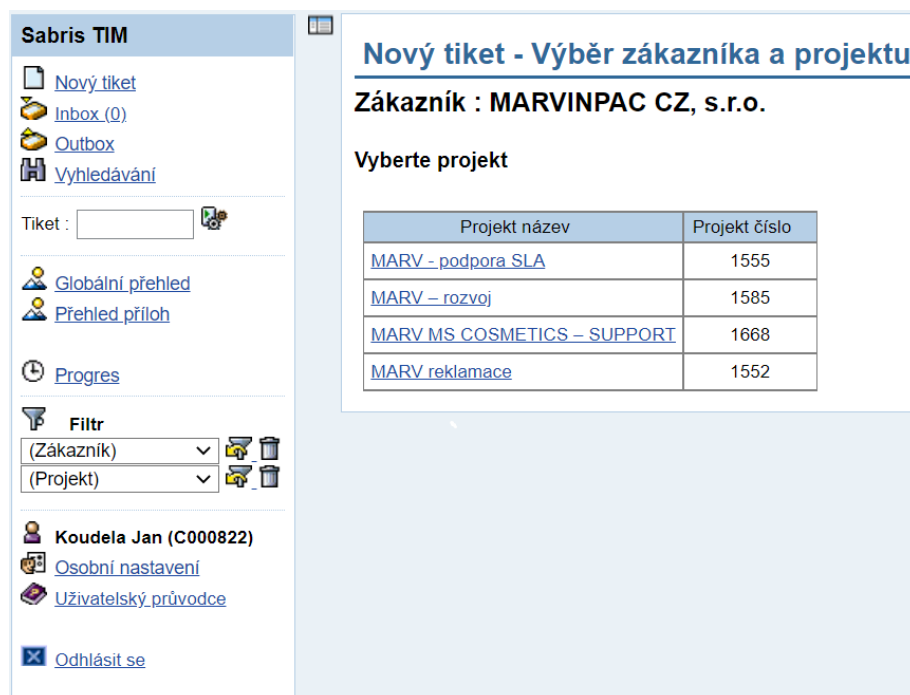 Sabris TIM
Nový tiket
Inbox (0)
Outbox
Vyhledávání
Tiket :
Globální přehled
Přehled příloh
Progres
Filtr
(Zákazník)
(Projekt)
Koudela Jan (C000822)
Osobní nastavení
Uživatelský průvodce
Odhlásit se
Nový tiket - Výběr zákazníka a projektu
Zákazník : MARVINPAC CZ, s.r.o.
Vyberte projekt
Projekt název Projekt číslo
MARV - podpora SLA 1555
MARV – rozvoj 1585
MARV MS COSMETICS – SUPPORT 1668
MARV reklamace 1552